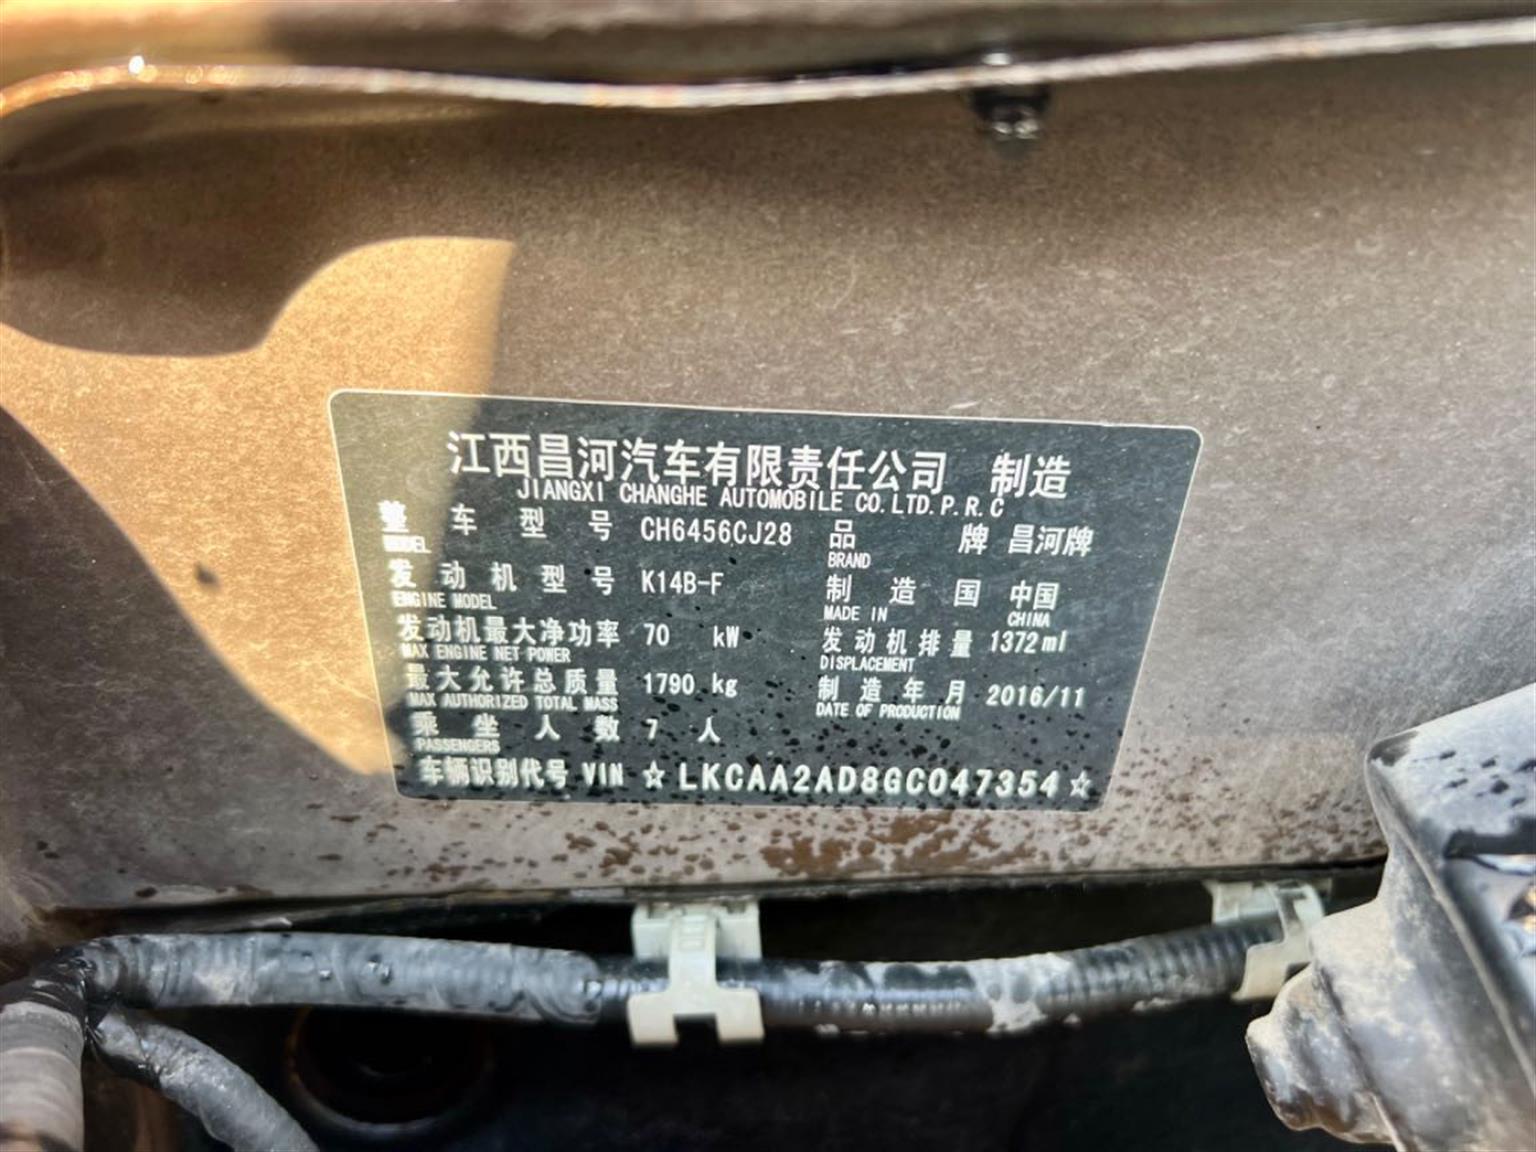 江西昌河汽车有限责任公司 制造
JIANGXI CHANGHE AUTOMOBILE CO.LTD.P.R.C
整车型号 CH6456CJ28 品牌 昌河牌
MODEL BRAND
发动机型号 K14B-F 制造国 中国
ENGINE MODEL MADE IN CHINA
发动机最大净功率 70 kW 发动机排量 1372ml
MAX ENGINE NET POWER DISPLACEMENT
最大允许总质量 1790 kg 制造年月 2016/11
MAX AUTHORIZED TOTAL MASS DATE OF PRODUCTION
乘坐人数 7 人
PASSENGERS
车辆识别代号 VIN ☆LKCAA2AD8GC047354☆